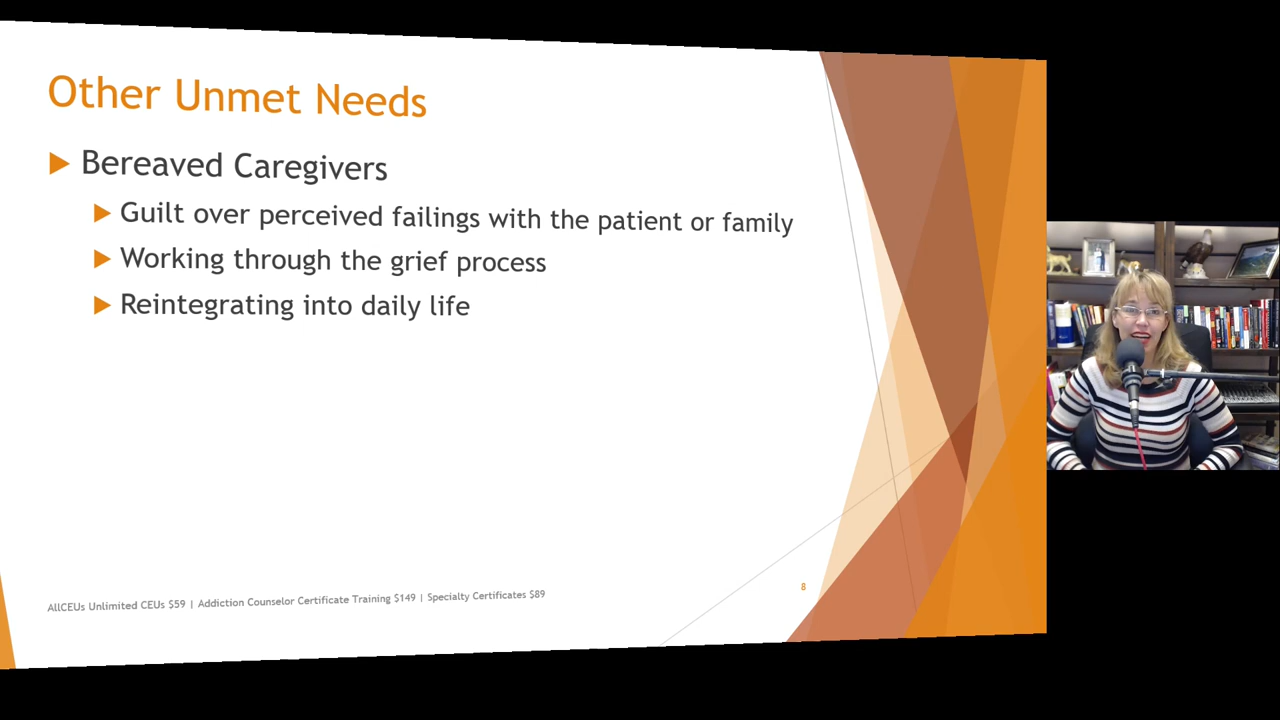 Other Unmet Needs
Bereaved Caregivers
Guilt over perceived failings with the patient or family
Working through the grief process
Reintegrating into daily life
AllCEUs Unlimited CEUs $59 | Addiction Counselor Certificate Training $149 | Specialty Certificates $89
8